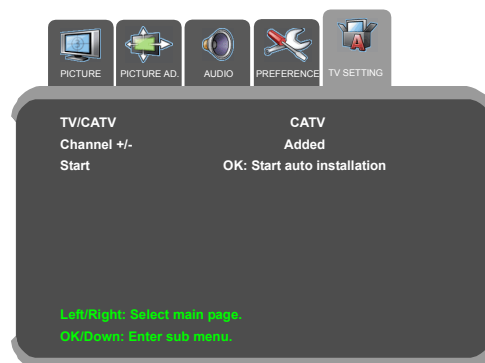 PICTURE PICTURE AD. AUDIO PREFERENCE TV SETTING
TV/CATV CATV
Channel +/- Added
Start OK: Start auto installation
Left/Right: Select main page.
OK/Down: Enter sub menu.